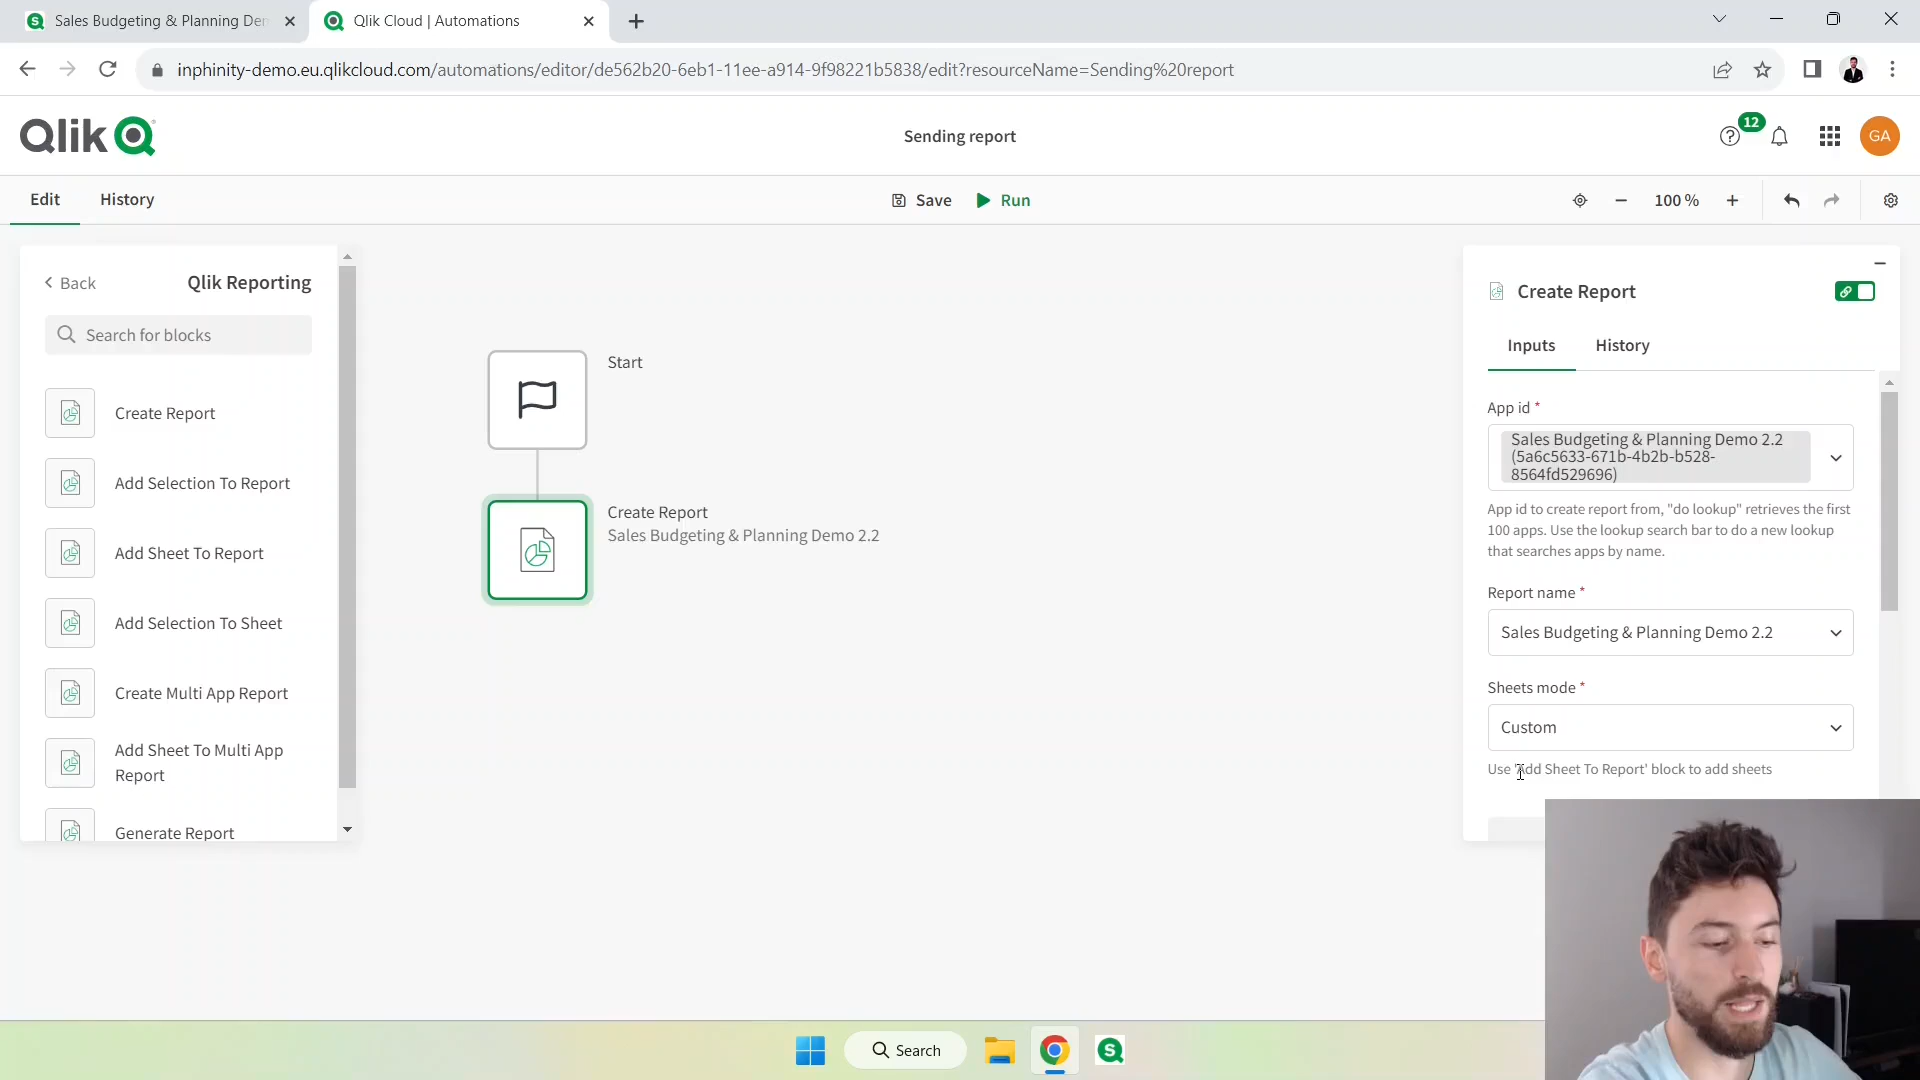 Sales Budgeting & Planning De
Qlik Cloud | Automations
inphinity-demo.eu.qlikcloud.com/automations/editor/de562b20-6eb1-11ee-a914-9f98221b5838/edit?resourceName=Sending%20report
Qlik
Sending report
12
GA
Edit
History
Save
Run
100 %
Back
Qlik Reporting
Search for blocks
Create Report
Add Selection To Report
Add Sheet To Report
Add Selection To Sheet
Create Multi App Report
Add Sheet To Multi App
Report
Generate Report
Start
Create Report
Sales Budgeting & Planning Demo 2.2
Create Report
Inputs
History
App id *
Sales Budgeting & Planning Demo 2.2
(5a6c5633-671b-4b2b-b528-
8564fd529696)
App id to create report from, "do lookup" retrieves the first
100 apps. Use the lookup search bar to do a new lookup
that searches apps by name.
Report name *
Sales Budgeting & Planning Demo 2.2
Sheets mode *
Custom
Use 'Add Sheet To Report' block to add sheets
Search
S